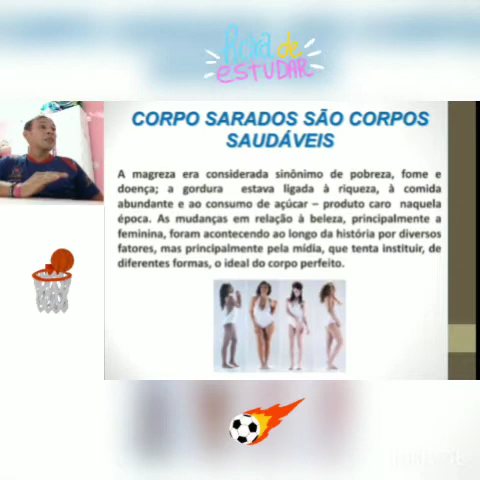 Hora de
ESTUDAR
CORPO SARADOS SÃO CORPOS
SAUDÁVEIS
A magreza era considerada sinônimo de pobreza, fome e
doença; a gordura estava ligada à riqueza, à comida
abundante e ao consumo de açúcar – produto caro naquela
época. As mudanças em relação à beleza, principalmente a
feminina, foram acontecendo ao longo da história por diversos
fatores, mas principalmente pela mídia, que tenta instituir, de
diferentes formas, o ideal do corpo perfeito.